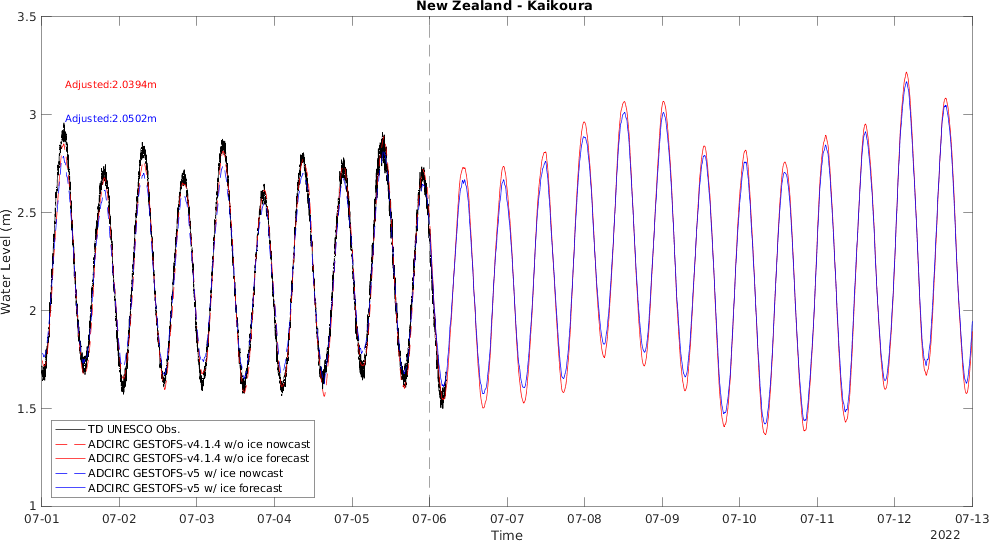 New Zealand - Kaikoura
3.5
3
2.5
2
1.5
1
Water Level (m)
Adjusted:2.0394m
Adjusted:2.0502m
TD UNESCO Obs.
ADCIRC GESTOFS-v4.1.4 w/o ice nowcast
ADCIRC GESTOFS-v4.1.4 w/o ice forecast
ADCIRC GESTOFS-v5 w/ ice nowcast
ADCIRC GESTOFS-v5 w/ ice forecast
07-01 07-02 07-03 07-04 07-05 07-06 07-07 07-08 07-09 07-10 07-11 07-12 07-13
Time
2022